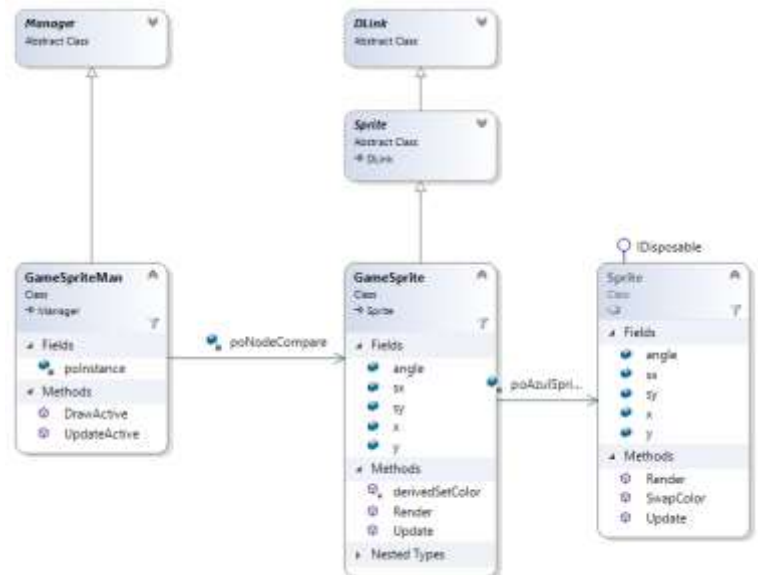 Manager
Abstract Class
DLink
Abstract Class
Sprite
Abstract Class
DLink
IDisposable
GameSpriteMan
Class
Manager
Fields
poInstance
Methods
DrawActive
UpdateActive
poNodeCompare
GameSprite
Class
Sprite
Fields
angle
sx
sy
x
y
Methods
derivedSetColor
Render
Update
Nested Types
poAzulSpri...
Sprite
Class
Fields
angle
sx
sy
x
y
Methods
Render
SwapColor
Update